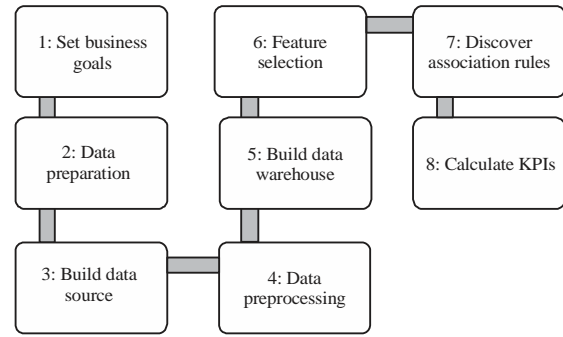 1: Set business
goals
2: Data
preparation
3: Build data
source
4: Data
preprocessing
5: Build data
warehouse
6: Feature
selection
7: Discover
association rules
8: Calculate KPIs